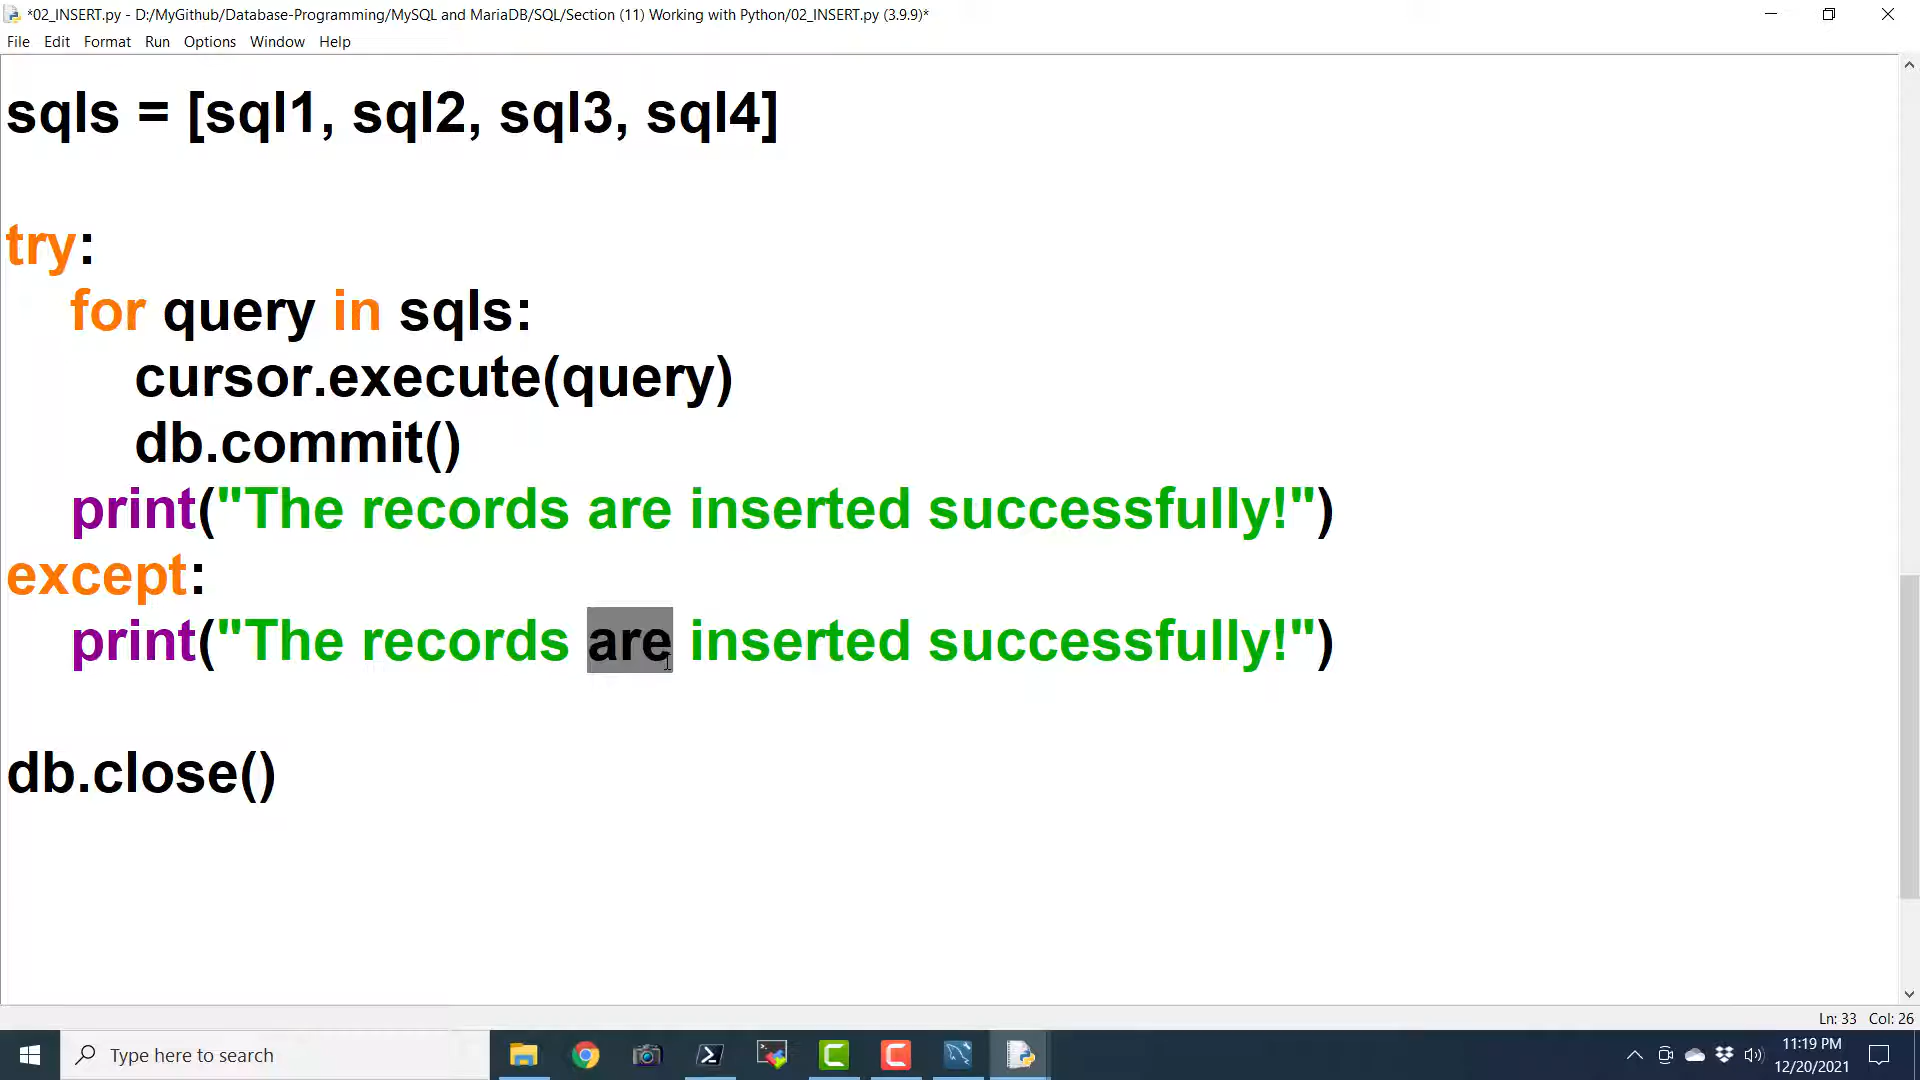 *02_INSERT.py - D:/MyGithub/Database-Programming/MySQL and MariaDB/SQL/Section (11) Working with Python/02_INSERT.py (3.9.9)*
File Edit Format Run Options Window Help
sqls = [sql1, sql2, sql3, sql4]
try:
for query in sqls:
cursor.execute(query)
db.commit()
print("The records are inserted successfully!")
except:
print("The records are inserted successfully!")
db.close()
Ln: 33 Col: 26
Type here to search
11:19 PM
12/20/2021